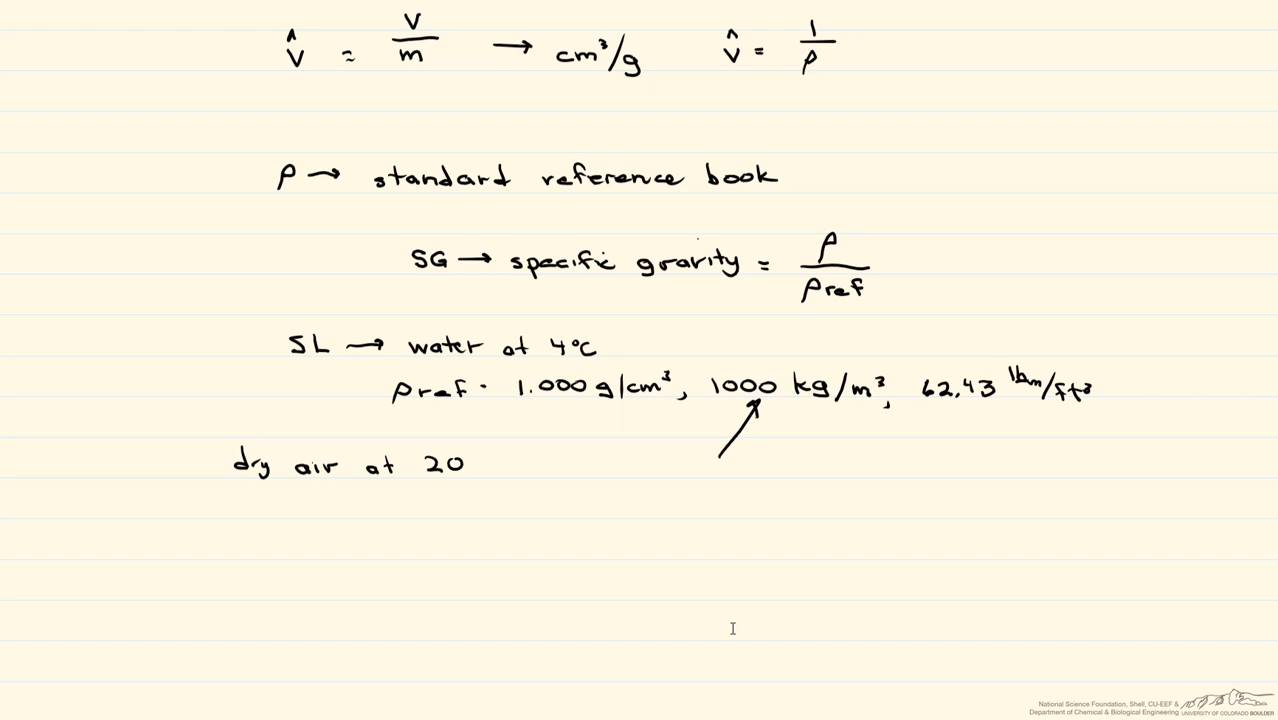 V̂ = V/m → cm³/g V̂ = 1/ρ
ρ → standard reference book
SG → specific gravity = ρ/ρref
SL → water at 4°C
ρref · 1.000 g/cm³, 1000 kg/m³, 62.43 lbm/ft³
dry air at 20
National Science Foundation, Shell, CU-EEF &
Department of Chemical & Biological Engineering UNIVERSITY OF COLORADO BOULDER